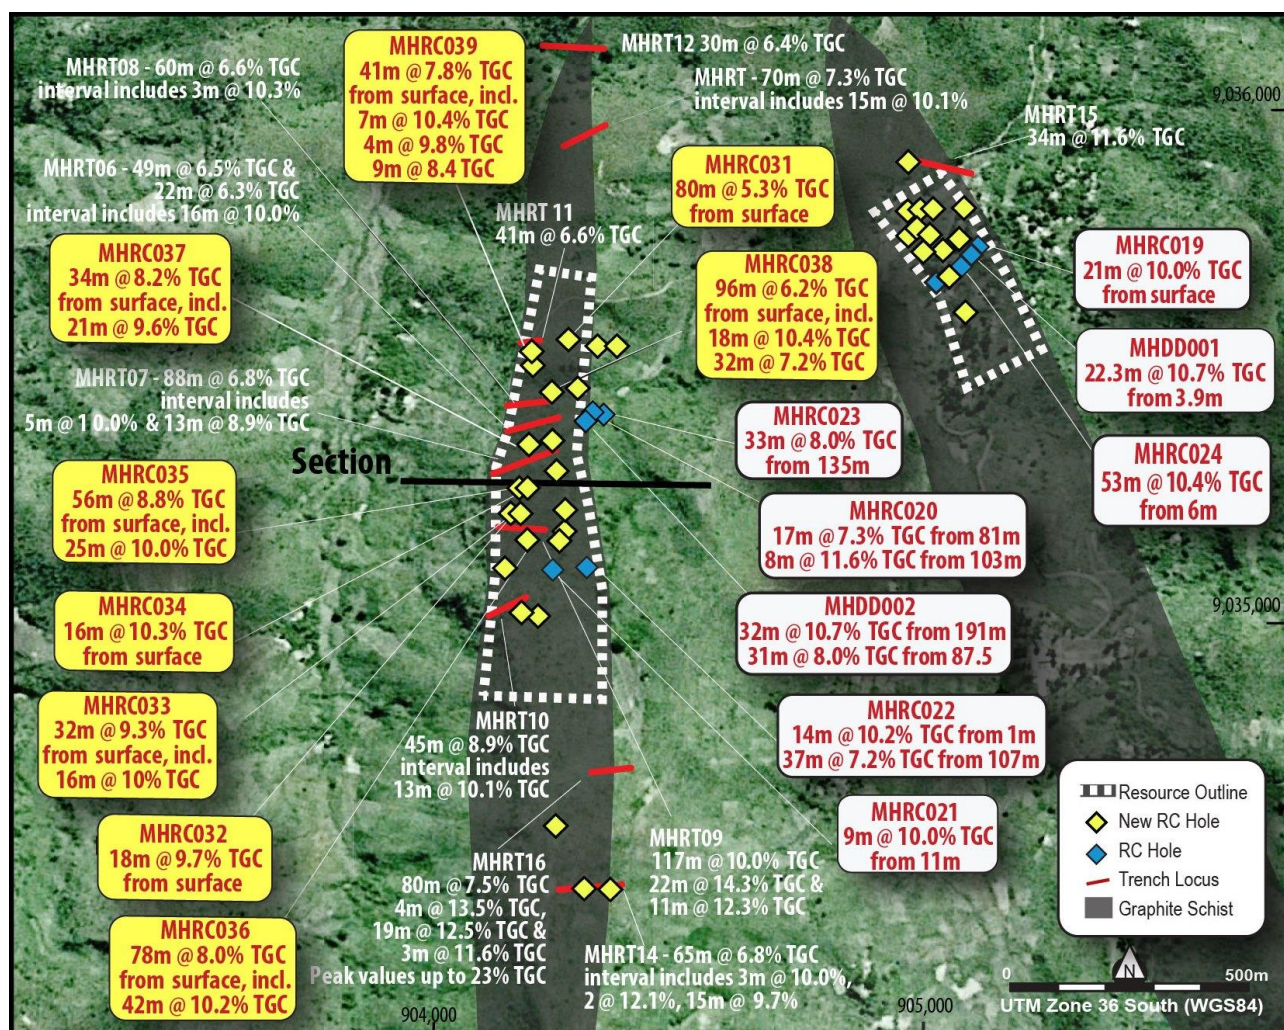 MHRC039
41m @ 7.8% TGC
from surface, incl.
7m @ 10.4% TGC
4m @ 9.8% TGC
9m @ 8.4 TGC
MHRT12 30m @ 6.4% TGC
MHRT - 70m @ 7.3% TGC
interval includes 15m @ 10.1%
9,036,000
MHRT15
34m @ 11.6% TGC
MHRT08 - 60m @ 6.6% TGC
interval includes 3m @ 10.3%
MHRT06 - 49m @ 6.5% TGC &
22m @ 6.3% TGC
interval includes 16m @ 10.0%
MHRC031
80m @ 5.3% TGC
from surface
MHRT 11
41m @ 6.6% TGC
MHRC037
34m @ 8.2% TGC
from surface, incl.
21m @ 9.6% TGC
MHRC038
96m @ 6.2% TGC
from surface, incl.
18m @ 10.4% TGC
32m @ 7.2% TGC
MHRC019
21m @ 10.0% TGC
from surface
MHDD001
22.3m @ 10.7% TGC
from 3.9m
MHRT07 - 88m @ 6.8% TGC
interval includes
5m @ 1 0.0% & 13m @ 8.9% TGC
MHRC023
33m @ 8.0% TGC
from 135m
MHRC024
53m @ 10.4% TGC
from 6m
Section
MHRC035
56m @ 8.8% TGC
from surface, incl.
25m @ 10.0% TGC
MHRC020
17m @ 7.3% TGC from 81m
8m @ 11.6% TGC from 103m
MHRC034
16m @ 10.3% TGC
from surface
MHDD002
32m @ 10.7% TGC from 191m
31m @ 8.0% TGC from 87.5
9,035,000
MHRC033
32m @ 9.3% TGC
from surface, incl.
16m @ 10% TGC
MHRT10
45m @ 8.9% TGC
interval includes
13m @ 10.1% TGC
MHRC022
14m @ 10.2% TGC from 1m
37m @ 7.2% TGC from 107m
MHRC032
18m @ 9.7% TGC
from surface
MHRC021
9m @ 10.0% TGC
from 11m
MHRT16
80m @ 7.5% TGC
4m @ 13.5% TGC,
19m @ 12.5% TGC &
3m @ 11.6% TGC
Peak values up to 23% TGC
MHRT09
117m @ 10.0% TGC
22m @ 14.3% TGC &
11m @ 12.3% TGC
MHRC036
78m @ 8.0% TGC
from surface, incl.
42m @ 10.2% TGC
MHRT14 - 65m @ 6.8% TGC
interval includes 3m @ 10.0%,
2 @ 12.1%, 15m @ 9.7%
Resource Outline
New RC Hole
RC Hole
Trench Locus
Graphite Schist
0 N 500m
UTM Zone 36 South (WGS84)
904,000
905,000